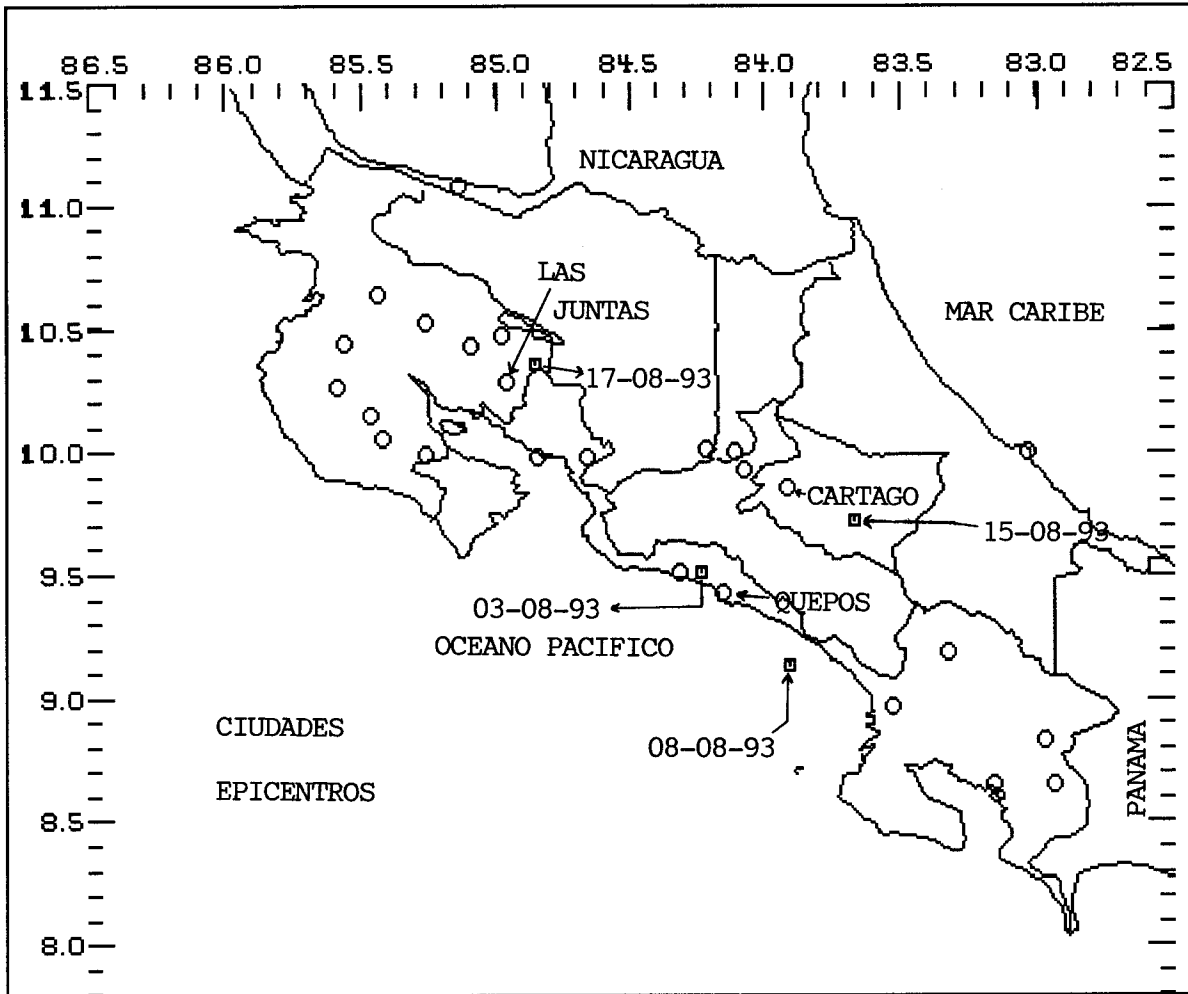 86.5 86.0 85.5 85.0 84.5 84.0 83.5 83.0 82.5
11.5
NICARAGUA
11.0
LAS
JUNTAS
MAR CARIBE
10.5
17-08-93
10.0
CARTAGO
15-08-93
9.5
03-08-93
QUEPOS
OCEANO PACIFICO
9.0
CIUDADES
08-08-93
PANAMA
EPICENTROS
8.5
8.0